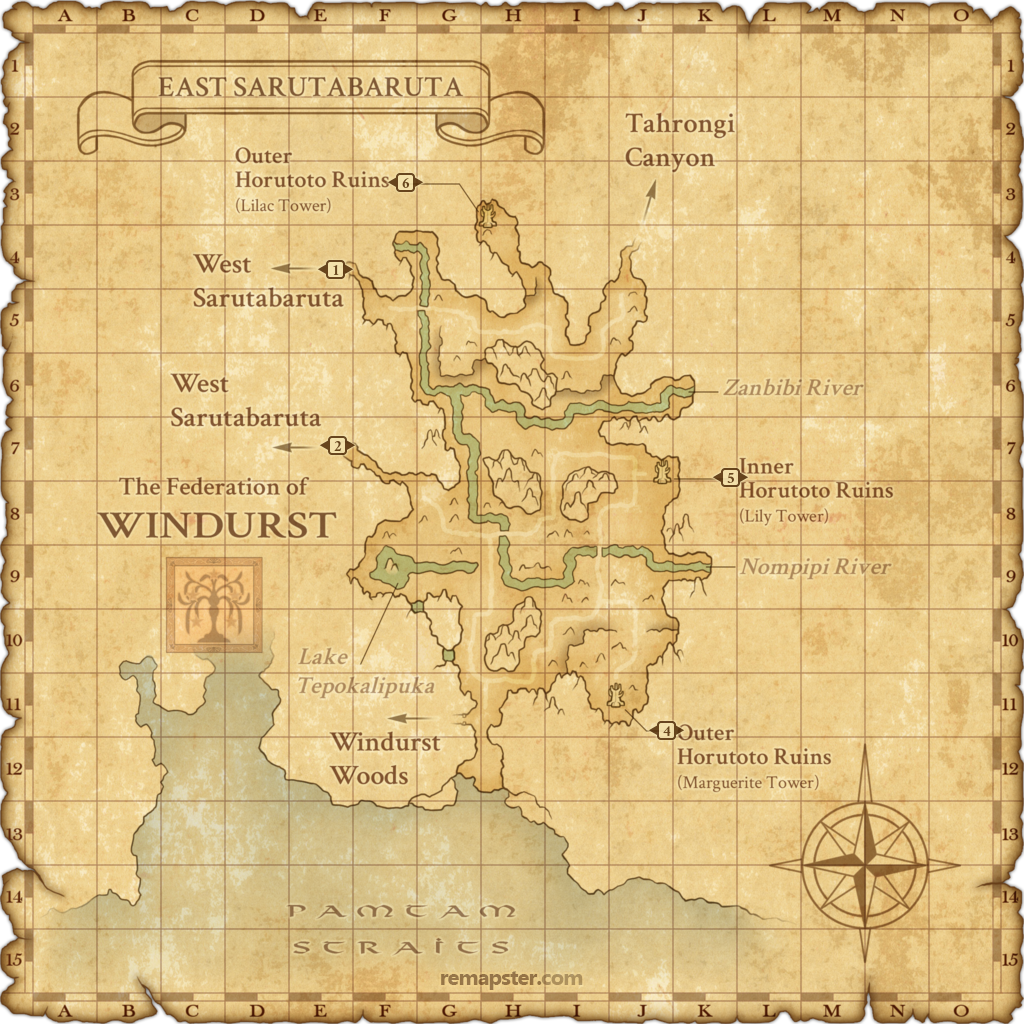 A B C D E F G H I J K L M N O
1 1
EAST SARUTABARUTA
2 2
Tahrongi
Canyon
Outer
Horutoto Ruins 6
(Lilac Tower)
3 3
4 4
West 1
Sarutabaruta
5 5
6 6
West
Sarutabaruta
Zanbibi River
7 7
2
Inner
5 Horutoto Ruins
(Lily Tower)
The Federation of
WINDURST
8 8
9 9
Nompipi River
10 10
Lake
Tepokalipuka
11 11
Windurst
Woods
4 Outer
Horutoto Ruins
(Marguerite Tower)
12 12
13 13
14 14
PAMTAM
STRAITS
15 15
remapster.com
A B C D E F G H I J K L M N O